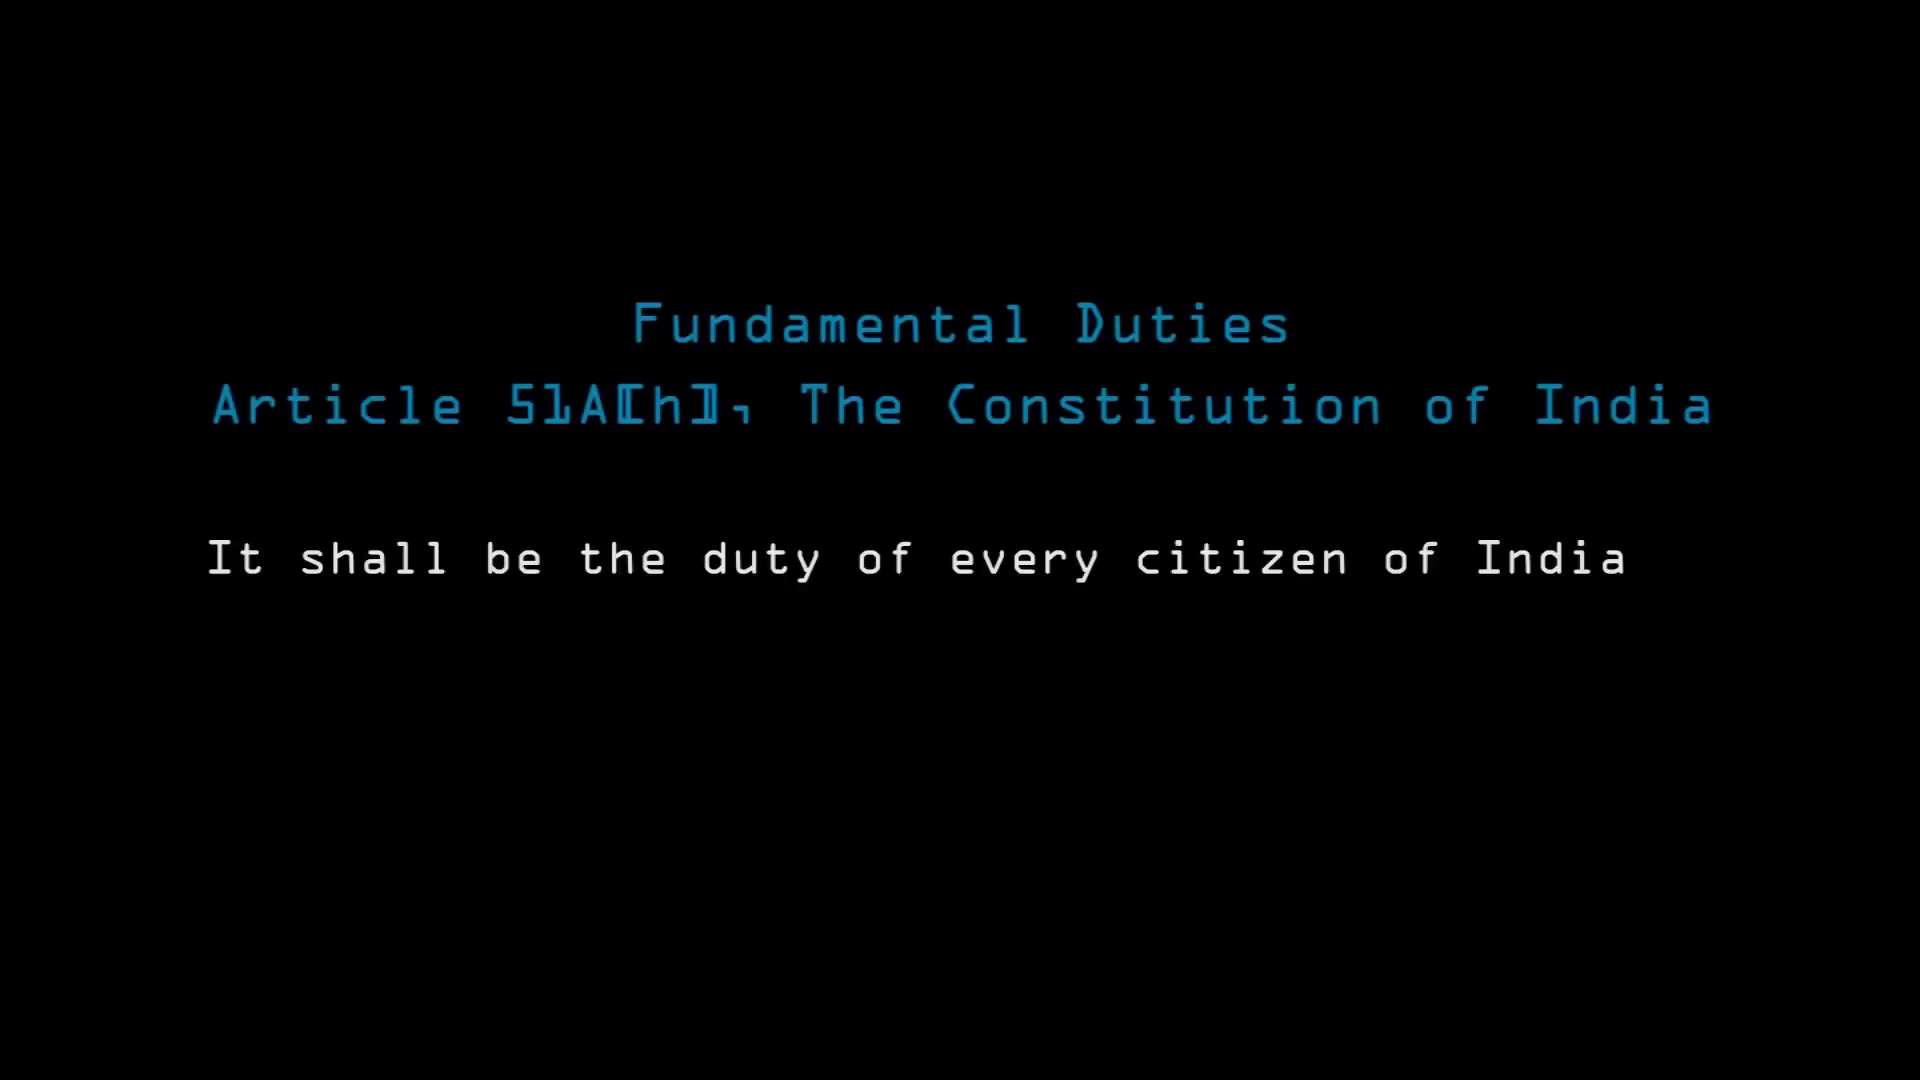 Fundamental Duties
Article 51A[h], The Constitution of India
It shall be the duty of every citizen of India